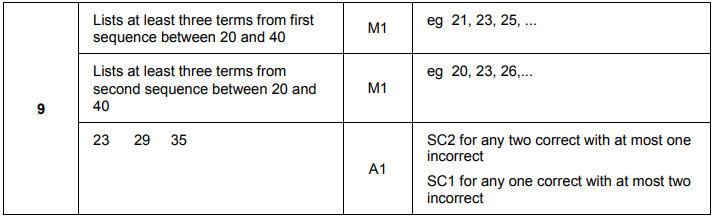 9
Lists at least three terms from first
sequence between 20 and 40
M1
eg 21, 23, 25, ...
Lists at least three terms from
second sequence between 20 and
40
M1
eg 20, 23, 26,...
23 29 35
A1
SC2 for any two correct with at most one
incorrect
SC1 for any one correct with at most two
incorrect